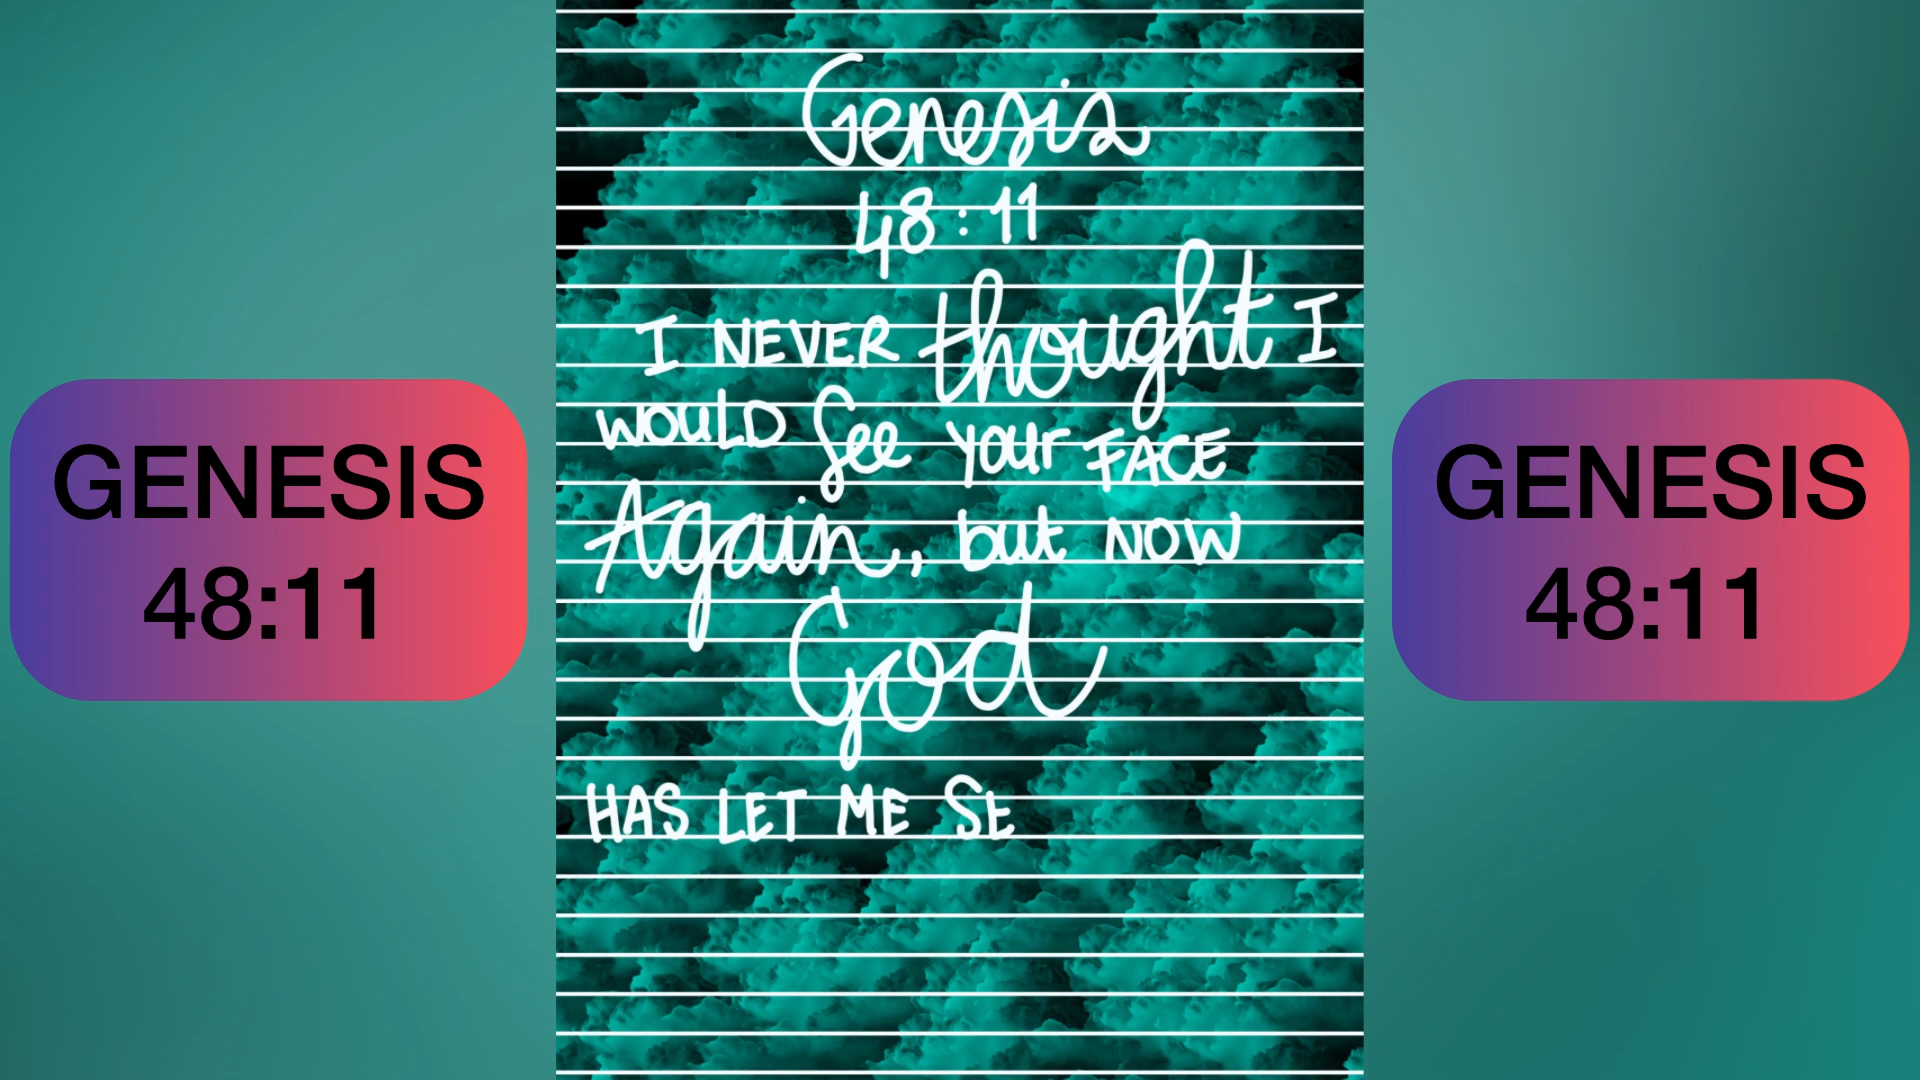 Genesis
48:11
I NEVER thought I
WOULD See YOUR FACE
Again, but NOW
God
HAS LET ME SE
GENESIS
48:11
GENESIS
48:11